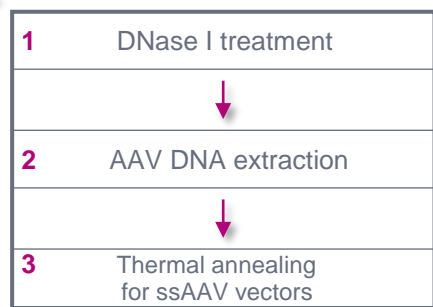 1 DNase I treatment
2 AAV DNA extraction
3 Thermal annealing
for ssAAV vectors